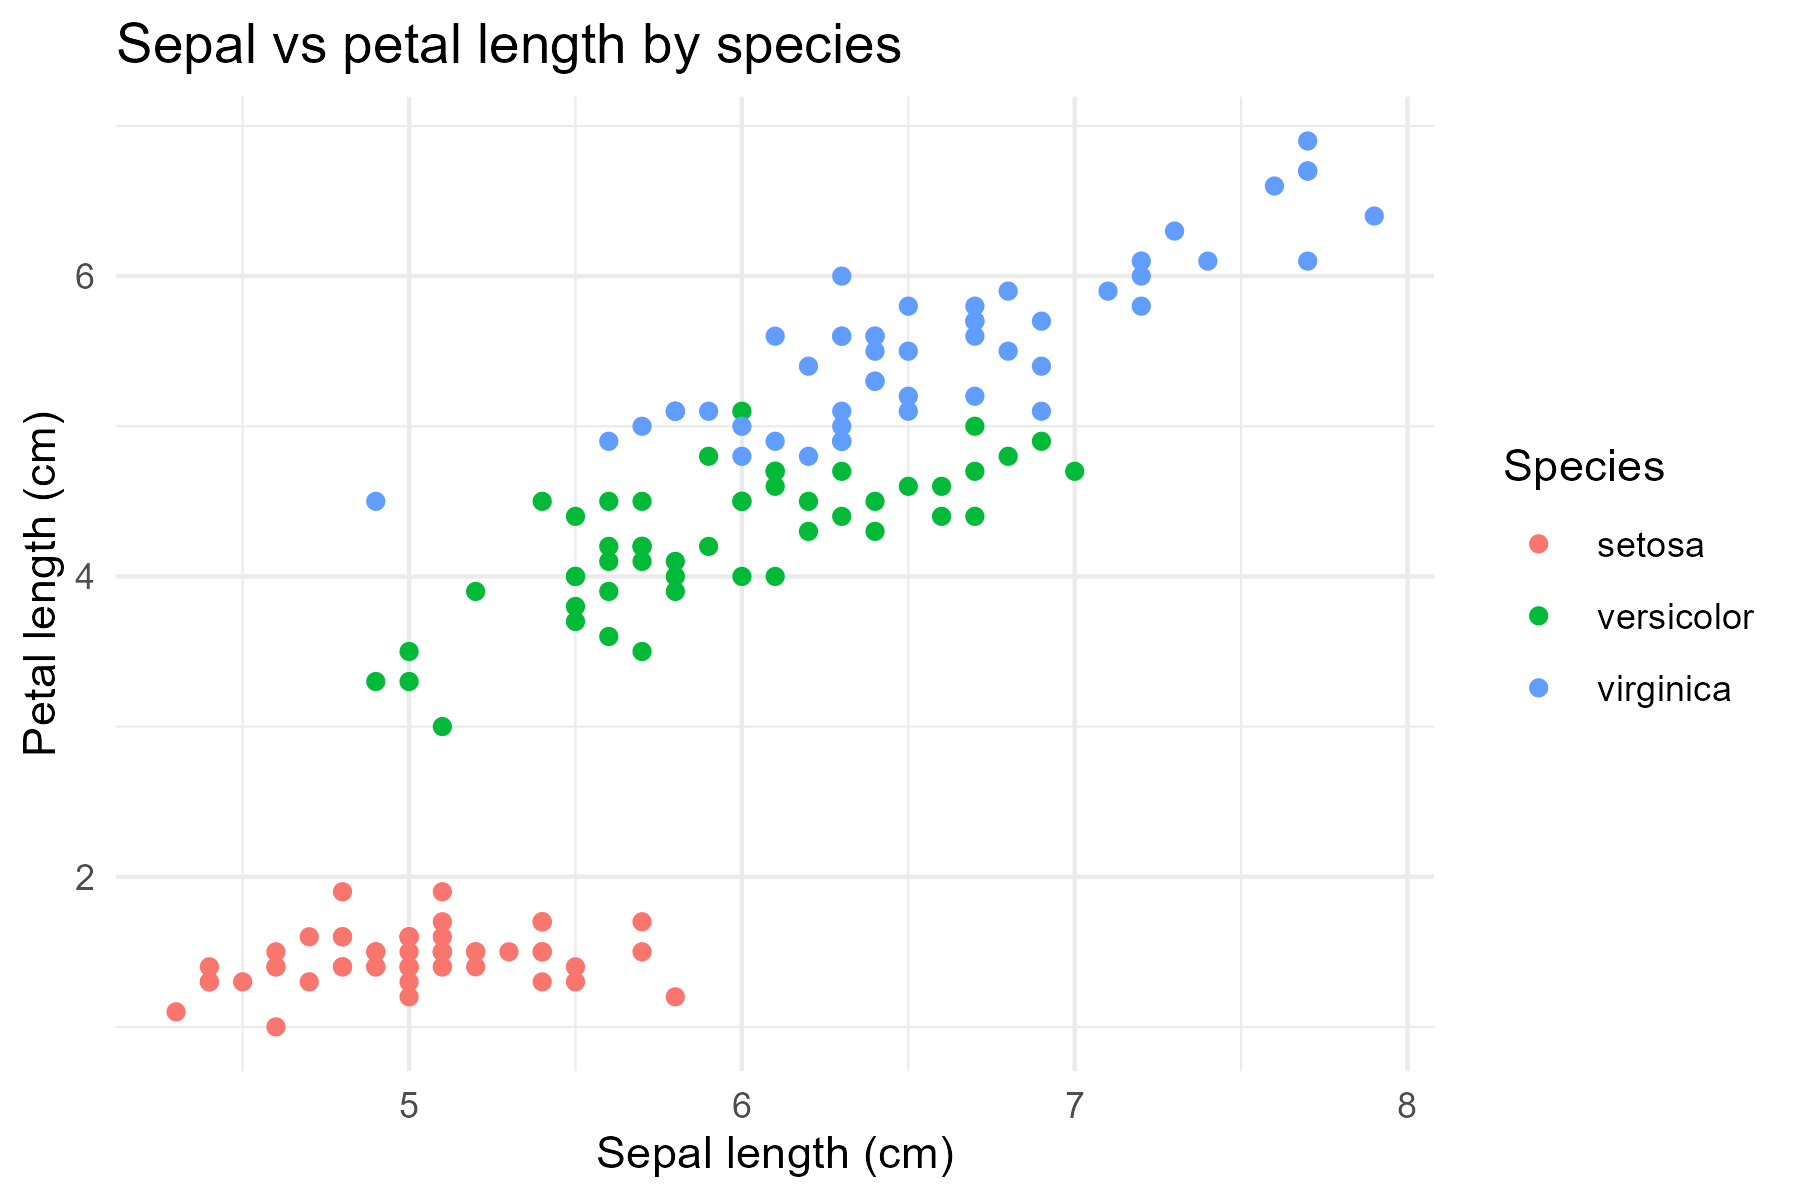 Sepal vs petal length by species
Petal length (cm)
6
4
2
5
6
7
8
Sepal length (cm)
Species
setosa
versicolor
virginica